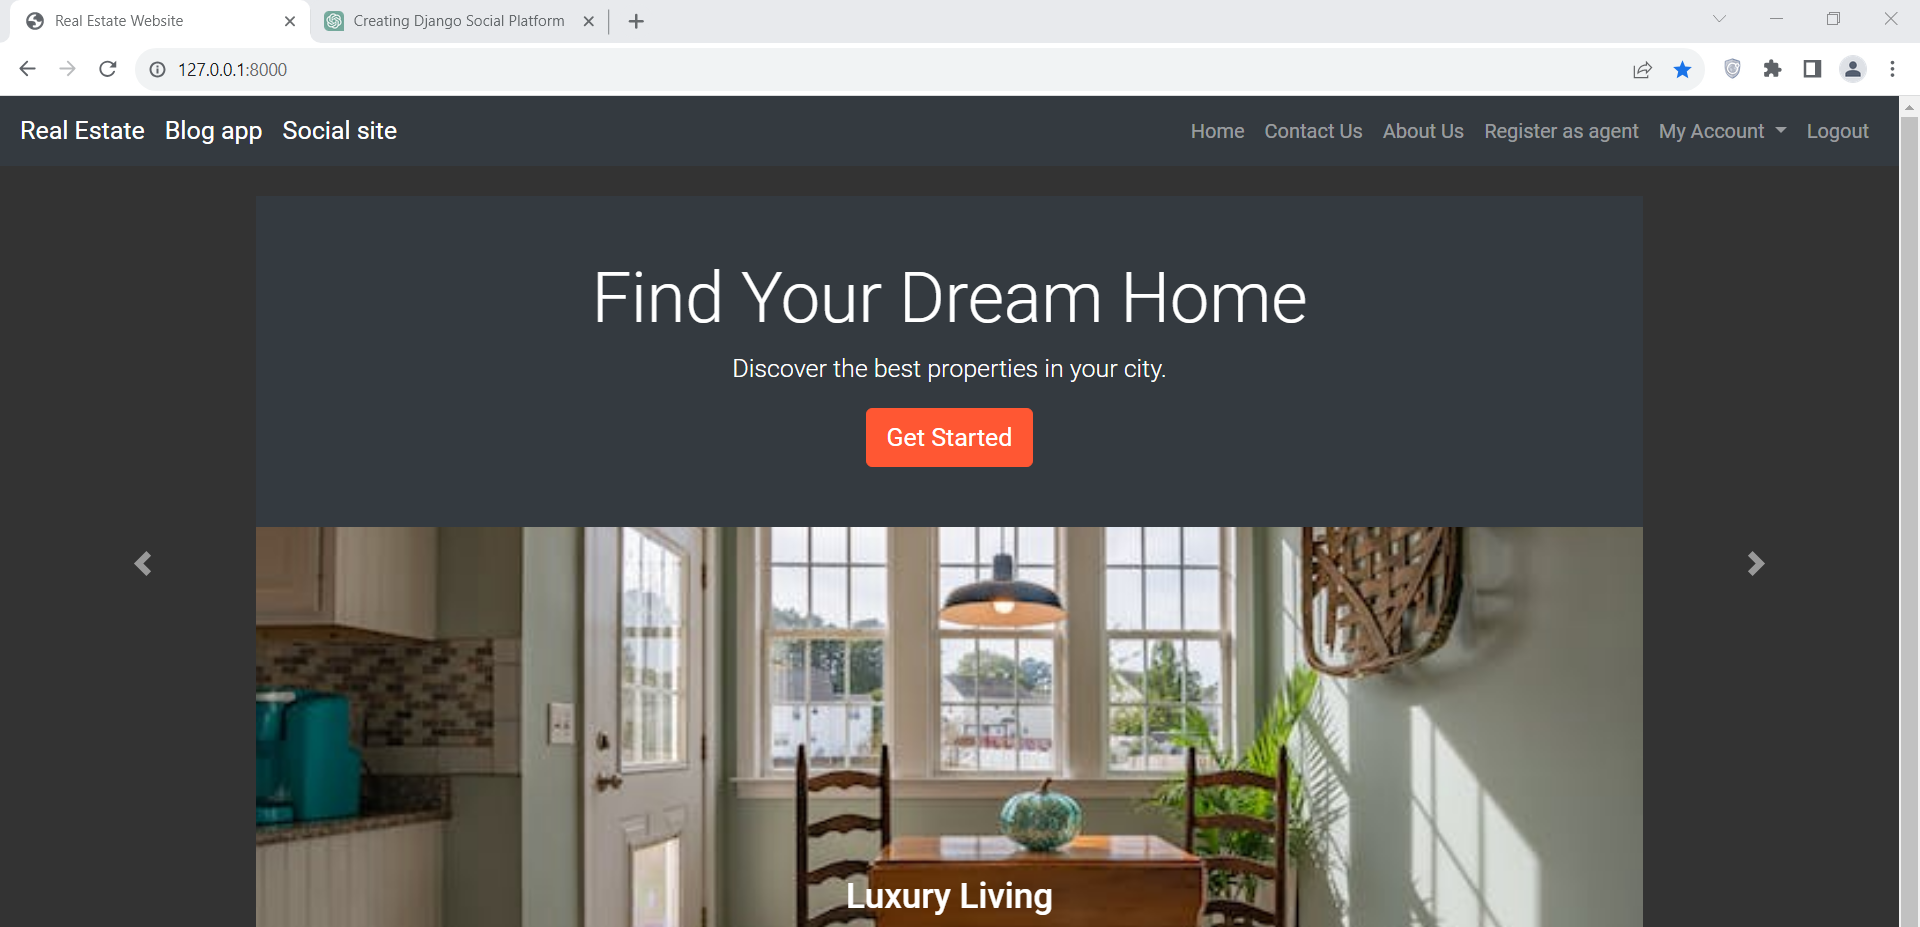 Real Estate Website
Creating Django Social Platform
127.0.0.1:8000
Real Estate Blog app Social site
Home Contact Us About Us Register as agent My Account Logout
Find Your Dream Home
Discover the best properties in your city.
Get Started
Luxury Living